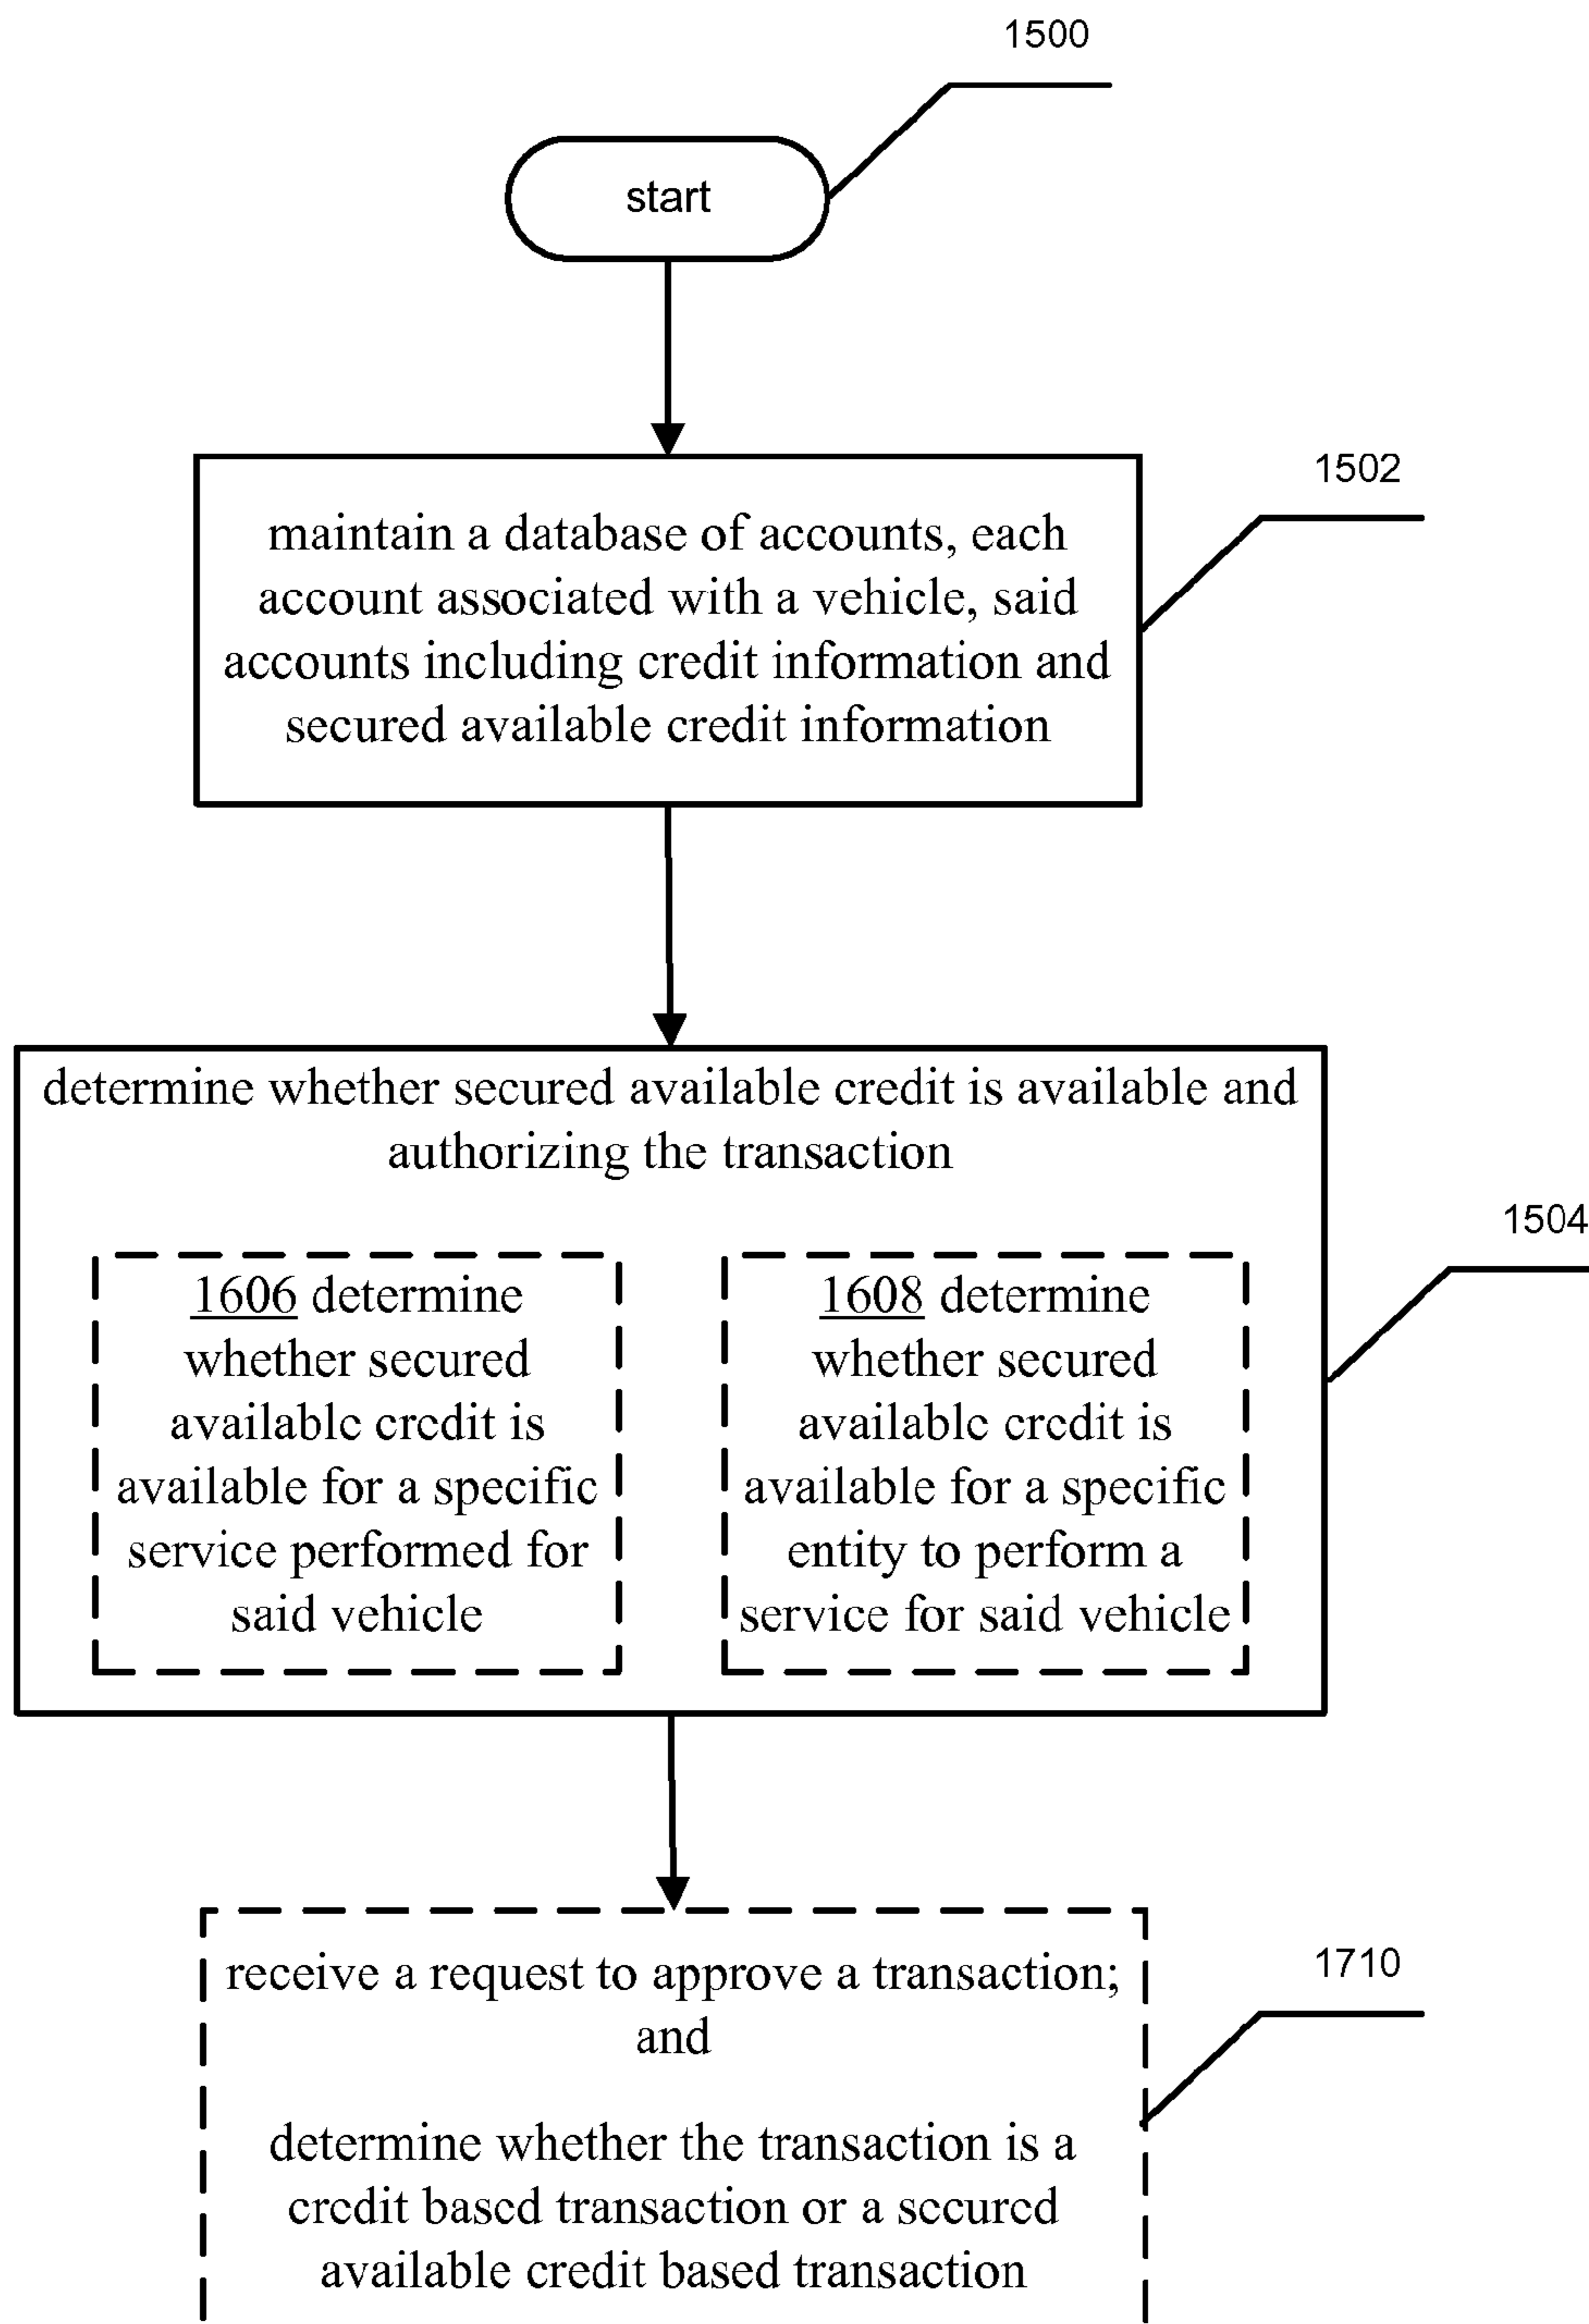 1500
start
1502
maintain a database of accounts, each
account associated with a vehicle, said
accounts including credit information and
secured available credit information
determine whether secured available credit is available and
authorizing the transaction
1504
1606 determine
whether secured
available credit is
available for a specific
service performed for
said vehicle
1608 determine
whether secured
available credit is
available for a specific
entity to perform a
service for said vehicle
1710
receive a request to approve a transaction;
and
determine whether the transaction is a
credit based transaction or a secured
available credit based transaction